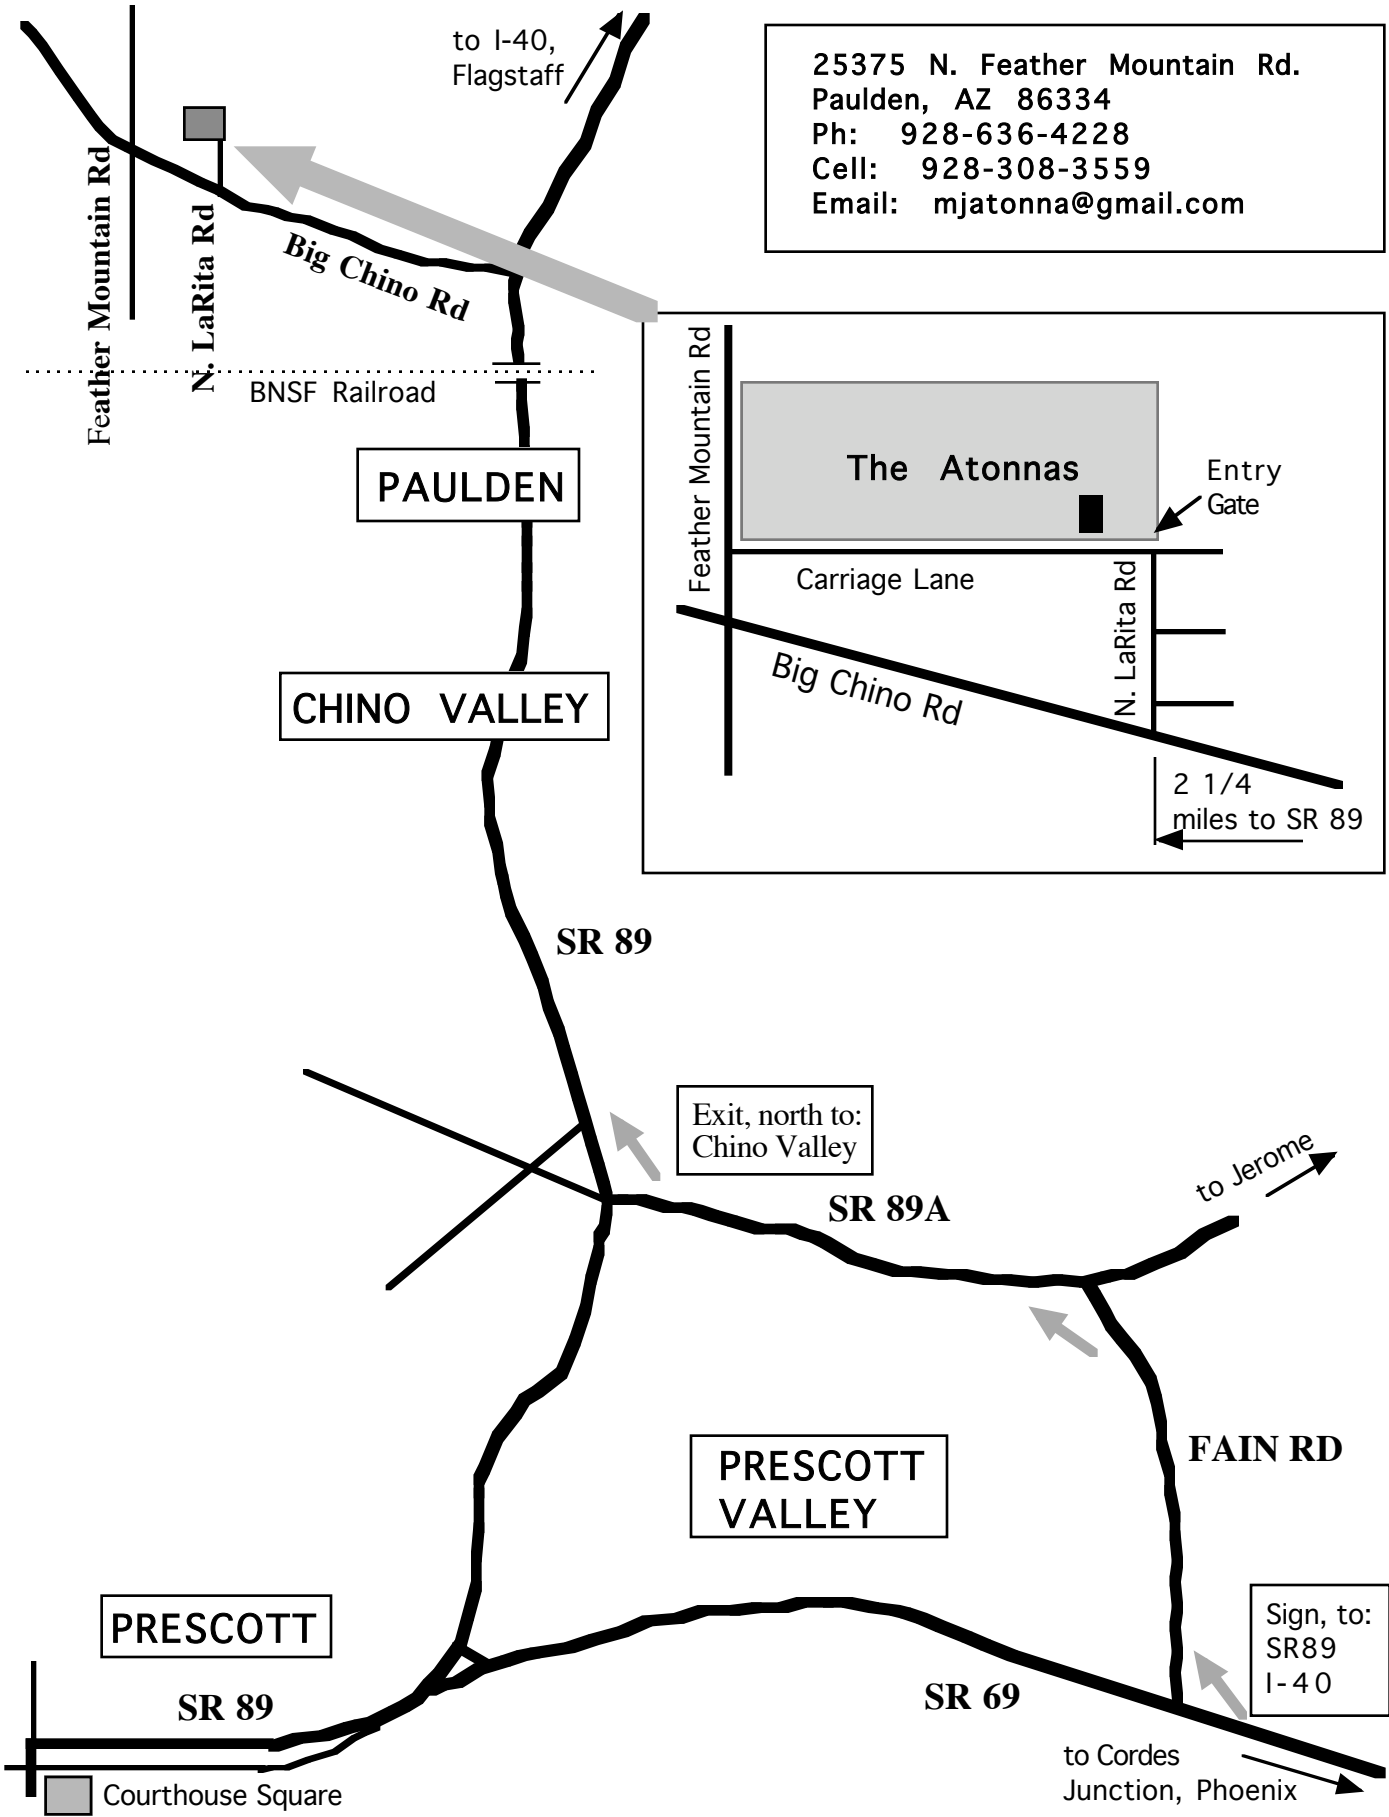 to I-40,
Flagstaff
25375 N. Feather Mountain Rd.
Paulden, AZ 86334
Ph: 928-636-4228
Cell: 928-308-3559
Email: mjatonna@gmail.com
Feather Mountain Rd
N. LaRita Rd
Big Chino Rd
BNSF Railroad
PAULDEN
Feather Mountain Rd
The Atonnas
Entry
Gate
Carriage Lane
N. LaRita Rd
Big Chino Rd
2 1/4
miles to SR 89
CHINO VALLEY
SR 89
Exit, north to:
Chino Valley
SR 89A
to Jerome
FAIN RD
PRESCOTT
VALLEY
PRESCOTT
SR 89
Sign, to:
SR89
I-40
SR 69
to Cordes
Junction, Phoenix
Courthouse Square